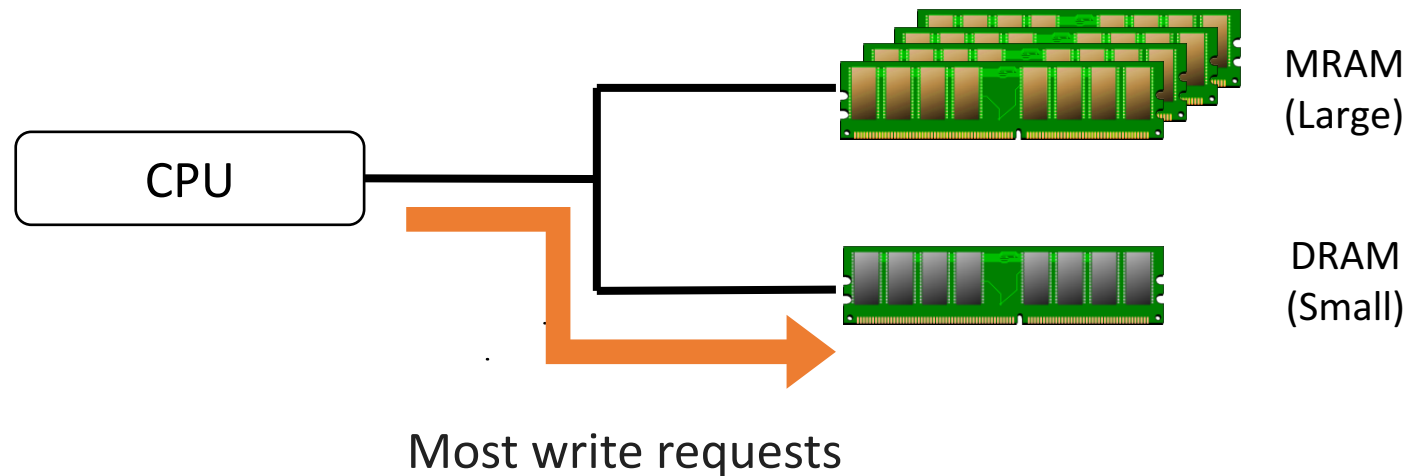 MRAM
(Large)
CPU
DRAM
(Small)
Most write requests